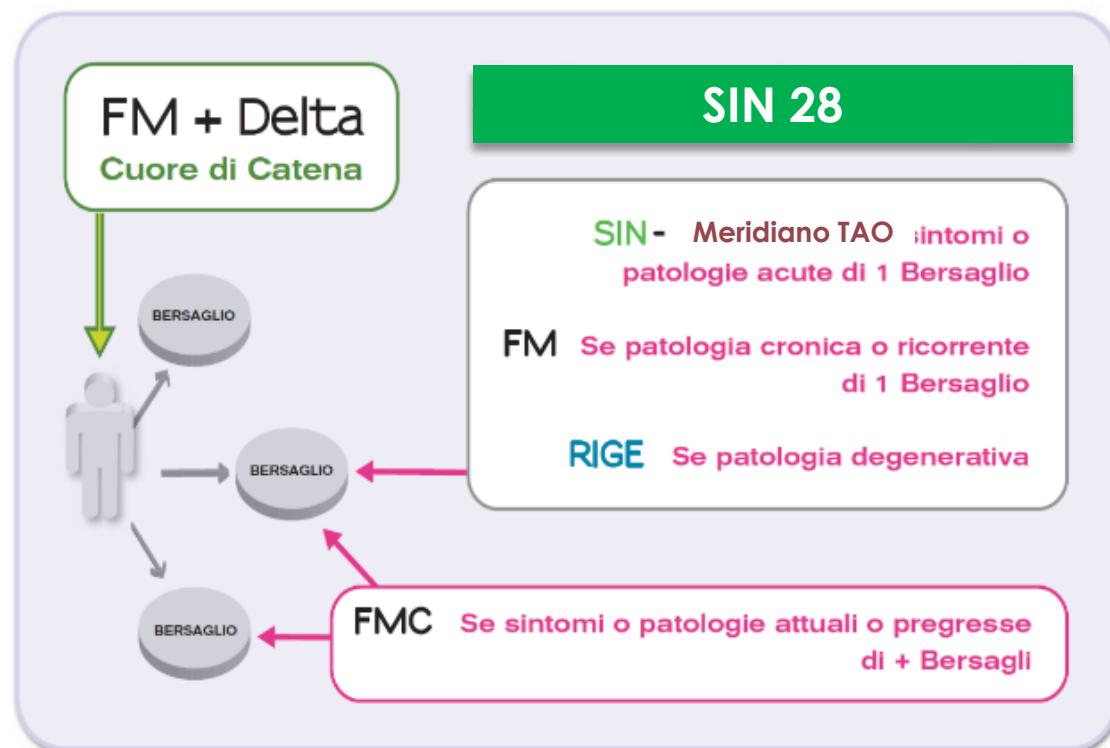 FM + Delta
Cuore di Catena
SIN 28
SIN - Meridiano TAO sintomi o
patologie acute di 1 Bersaglio
FM Se patologia cronica o ricorrente
di 1 Bersaglio
RIGE Se patologia degenerativa
BERSAGLIO
BERSAGLIO
BERSAGLIO
FMC Se sintomi o patologie attuali o pregresse
di + Bersagli